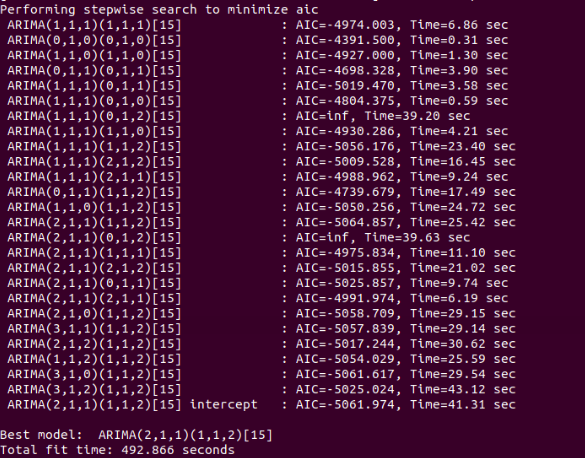 Performing stepwise search to minimize aic
ARIMA(1,1,1)(1,1,1)[15] : AIC=-4974.003, Time=6.86 sec
ARIMA(0,1,0)(0,1,0)[15] : AIC=-4391.500, Time=0.31 sec
ARIMA(1,1,0)(1,1,0)[15] : AIC=-4927.000, Time=1.30 sec
ARIMA(0,1,1)(0,1,1)[15] : AIC=-4698.328, Time=3.90 sec
ARIMA(1,1,1)(0,1,1)[15] : AIC=-5019.470, Time=3.58 sec
ARIMA(1,1,1)(0,1,0)[15] : AIC=-4804.375, Time=0.59 sec
ARIMA(1,1,1)(0,1,2)[15] : AIC=inf, Time=39.20 sec
ARIMA(1,1,1)(1,1,0)[15] : AIC=-4930.286, Time=4.21 sec
ARIMA(1,1,1)(1,1,2)[15] : AIC=-5056.176, Time=23.40 sec
ARIMA(1,1,1)(2,1,2)[15] : AIC=-5009.528, Time=16.45 sec
ARIMA(1,1,1)(2,1,1)[15] : AIC=-4988.962, Time=9.24 sec
ARIMA(0,1,1)(1,1,2)[15] : AIC=-4739.679, Time=17.49 sec
ARIMA(1,1,0)(1,1,2)[15] : AIC=-5050.256, Time=24.72 sec
ARIMA(2,1,1)(1,1,2)[15] : AIC=-5064.857, Time=25.42 sec
ARIMA(2,1,1)(0,1,2)[15] : AIC=inf, Time=39.63 sec
ARIMA(2,1,1)(1,1,1)[15] : AIC=-4975.834, Time=11.10 sec
ARIMA(2,1,1)(2,1,2)[15] : AIC=-5015.855, Time=21.02 sec
ARIMA(2,1,1)(0,1,1)[15] : AIC=-5025.857, Time=9.74 sec
ARIMA(2,1,1)(2,1,1)[15] : AIC=-4991.974, Time=6.19 sec
ARIMA(2,1,0)(1,1,2)[15] : AIC=-5058.709, Time=29.15 sec
ARIMA(3,1,1)(1,1,2)[15] : AIC=-5057.839, Time=29.14 sec
ARIMA(2,1,2)(1,1,2)[15] : AIC=-5017.244, Time=30.62 sec
ARIMA(1,1,2)(1,1,2)[15] : AIC=-5054.029, Time=25.59 sec
ARIMA(3,1,0)(1,1,2)[15] : AIC=-5061.617, Time=29.54 sec
ARIMA(3,1,2)(1,1,2)[15] : AIC=-5025.024, Time=43.12 sec
ARIMA(2,1,1)(1,1,2)[15] intercept : AIC=-5061.974, Time=41.31 sec
Best model: ARIMA(2,1,1)(1,1,2)[15]
Total fit time: 492.866 seconds